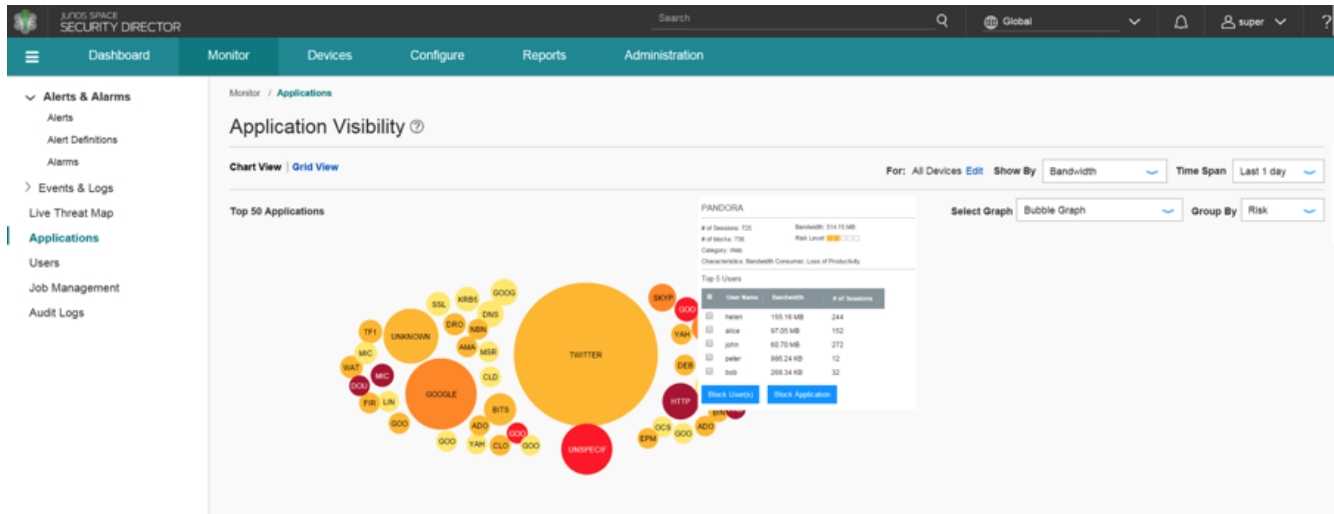 JUNOS SPACE
SECURITY DIRECTOR
Search
Global
super
?
Dashboard
Monitor
Devices
Configure
Reports
Administration
Alerts & Alarms
Alerts
Alert Definitions
Alarms
Events & Logs
Live Threat Map
Applications
Users
Job Management
Audit Logs
Monitor / Applications
Application Visibility ?
Chart View | Grid View
For: All Devices Edit Show By Bandwidth Time Span Last 1 day
Top 50 Applications
Select Graph Bubble Graph Group By Risk
PANDORA
# of Sessions: 725 Bandwidth: 314.15 MB
# of blocks: 736 Risk Level:
Category: Web
Characteristics: Bandwidth Consumer, Loss of Productivity
Top 5 Users
User Name Bandwidth # of Sessions
helen 155.16 MB 244
alice 97.05 MB 152
john 60.70 MB 272
peter 986.24 KB 12
bob 268.34 KB 32
Block User(s) Block Application
GOOG
SSL
KRB5
DNS
DRO
NBN
TF1
UNKNOWN
AMA
MSR
MIC
WAT
MIC
DOU
CLD
GOOGLE
FIR
LIN
BITS
GOO
ADO
GOO
GOO
YAH
CLO
GOO
TWITTER
UNSPECIF
SKYP
GOO
YAH
DEB
HTTP
BIN
OCS
GOO
ADO
EPM